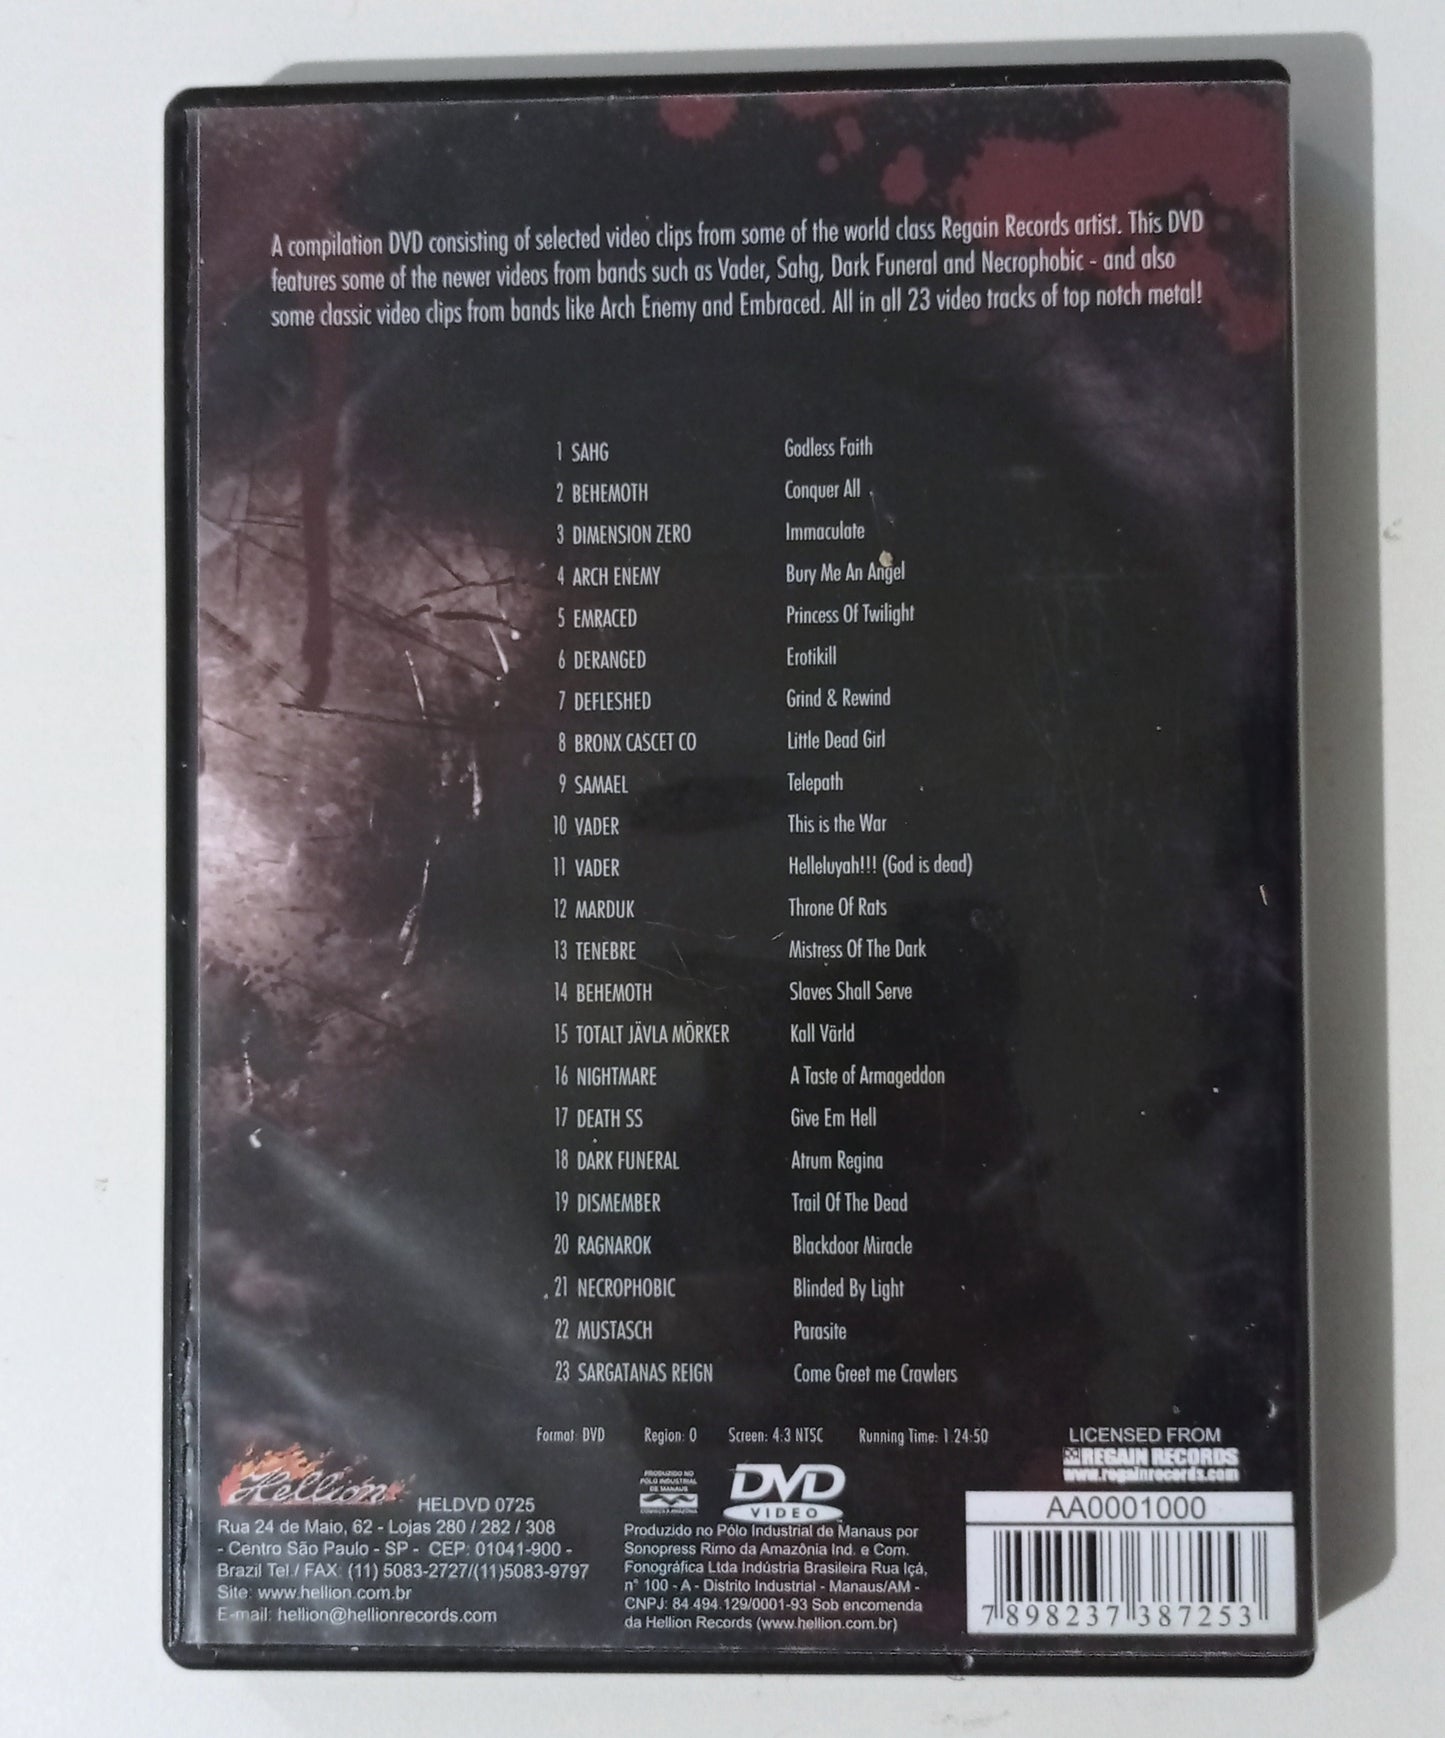 A compilation DVD consisting of selected video clips from some of the world class Regain Records artist. This DVD
features some of the newer videos from bands such as Vader, Sahg, Dark Funeral and Necrophobic - and also
some classic video clips from bands like Arch Enemy and Embraced. All in all 23 video tracks of top notch metal!
1 SAHG Godless Faith
2 BEHEMOTH Conquer All
3 DIMENSION ZERO Immaculate
4 ARCH ENEMY Bury Me An Angel
5 EMRACED Princess Of Twilight
6 DERANGED Erotikill
7 DEFLESHED Grind & Rewind
8 BRONX CASCET CO Little Dead Girl
9 SAMAEL Telepath
10 VADER This is the War
11 VADER Helleluyah!!! (God is dead)
12 MARDUK Throne Of Rats
13 TENEBRE Mistress Of The Dark
14 BEHEMOTH Slaves Shall Serve
15 TOTALT JÄVLA MÖRKER Kall Värld
16 NIGHTMARE A Taste of Armageddon
17 DEATH SS Give Em Hell
18 DARK FUNERAL Atrum Regina
19 DISMEMBER Trail Of The Dead
20 RAGNAROK Blackdoor Miracle
21 NECROPHOBIC Blinded By Light
22 MUSTASCH Parasite
23 SARGATANAS REIGN Come Greet me Crawlers
Format: DVD Region: 0 Screen: 4:3 NTSC Running Time: 1:24:50
LICENSED FROM
REGAIN RECORDS
www.regainrecords.com
Hellion HELDVD 0725
Rua 24 de Maio, 62 - Lojas 280 / 282 / 308
- Centro São Paulo - SP - CEP: 01041-900 -
Brazil Tel./ FAX: (11) 5083-2727/(11)5083-9797
Site: www.hellion.com.br
E-mail: hellion@hellionrecords.com
PRODUZIDO NO
PÓLO INDUSTRIAL
DE MANAUS
CONHEÇA A AMAZÔNIA
DVD
VIDEO
Produzido no Pólo Industrial de Manaus por
Sonopress Rimo da Amazônia Ind. e Com.
Fonográfica Ltda Indústria Brasileira Rua Içá,
n° 100 - A - Distrito Industrial - Manaus/AM -
CNPJ: 84.494.129/0001-93 Sob encomenda
da Hellion Records (www.hellion.com.br)
AA0001000
7 898237 387253